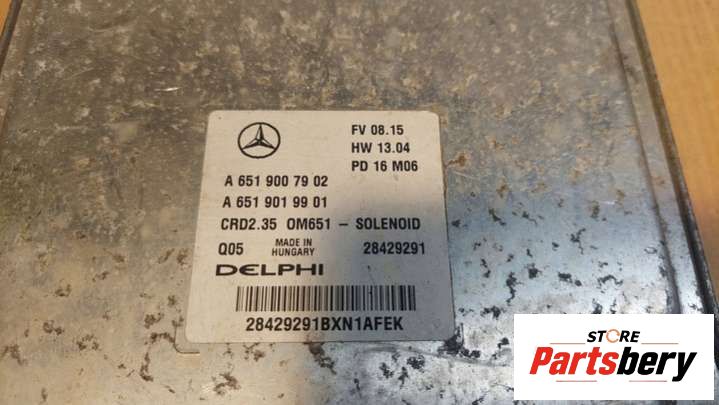 FV 08.15
HW 13.04
PD 16 M06
A 651 900 79 02
A 651 901 99 01
CRD2.35 OM651 - SOLENOID
Q05 MADE IN HUNGARY 28429291
DELPHI
28429291BXN1AFEK
STORE
Partsbery